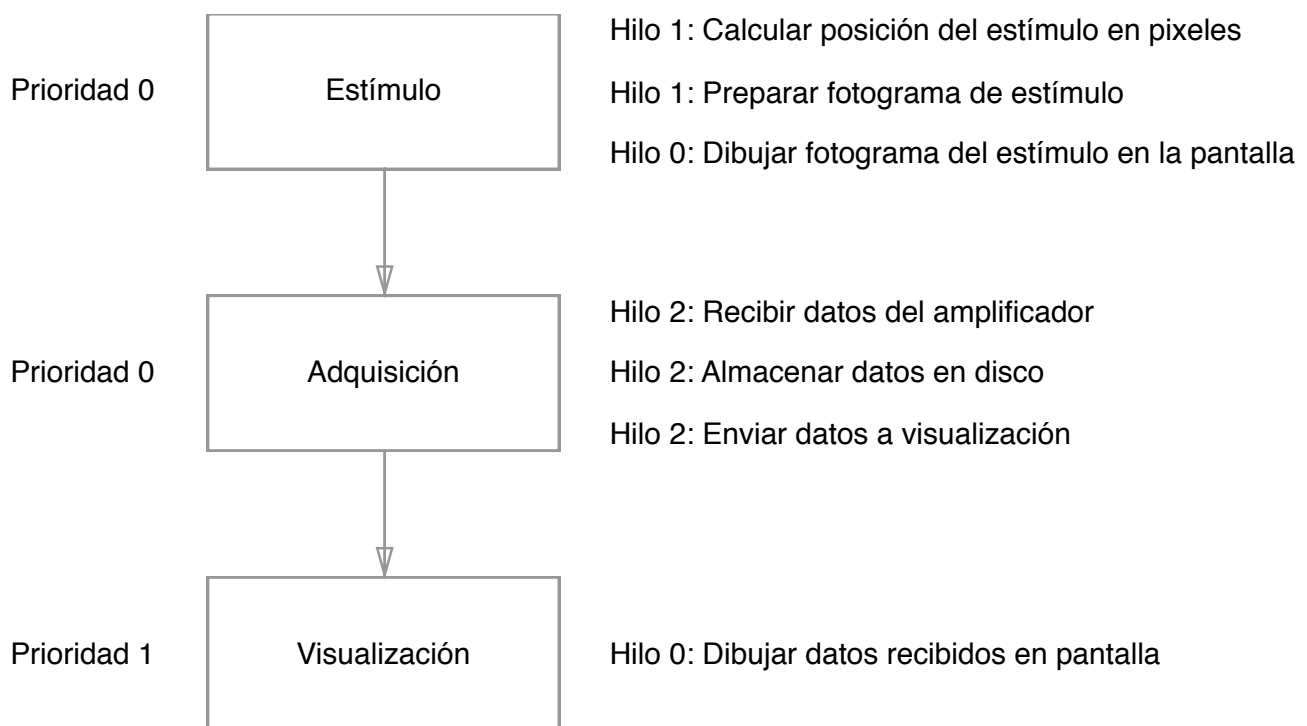 Hilo 1: Calcular posición del estímulo en pixeles
Prioridad 0
Estímulo
Hilo 1: Preparar fotograma de estímulo
Hilo 0: Dibujar fotograma del estímulo en la pantalla
Hilo 2: Recibir datos del amplificador
Prioridad 0
Adquisición
Hilo 2: Almacenar datos en disco
Hilo 2: Enviar datos a visualización
Prioridad 1
Visualización
Hilo 0: Dibujar datos recibidos en pantalla